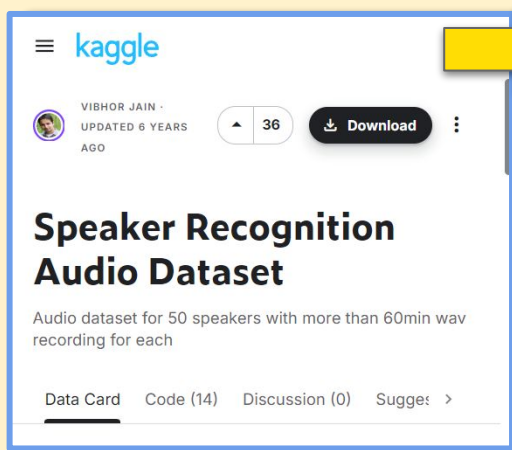 kaggle
VIBHOR JAIN ·
UPDATED 6 YEARS
AGO
36
Download
Speaker Recognition
Audio Dataset
Audio dataset for 50 speakers with more than 60min wav
recording for each
Data Card Code (14) Discussion (0) Sugges